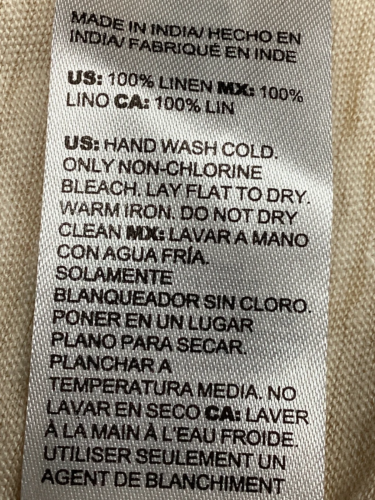 MADE IN INDIA/ HECHO EN
INDIA/ FABRIQUÉ EN INDE
US: 100% LINEN MX: 100%
LINO CA: 100% LIN
US: HAND WASH COLD.
ONLY NON-CHLORINE
BLEACH. LAY FLAT TO DRY.
WARM IRON. DO NOT DRY
CLEAN MX: LAVAR A MANO
CON AGUA FRÍA.
SOLAMENTE
BLANQUEADOR SIN CLORO.
PONER EN UN LUGAR
PLANO PARA SECAR.
PLANCHAR A
TEMPERATURA MEDIA. NO
LAVAR EN SECO CA: LAVER
À LA MAIN À L'EAU FROIDE.
UTILISER SEULEMENT UN
AGENT DE BLANCHIMENT